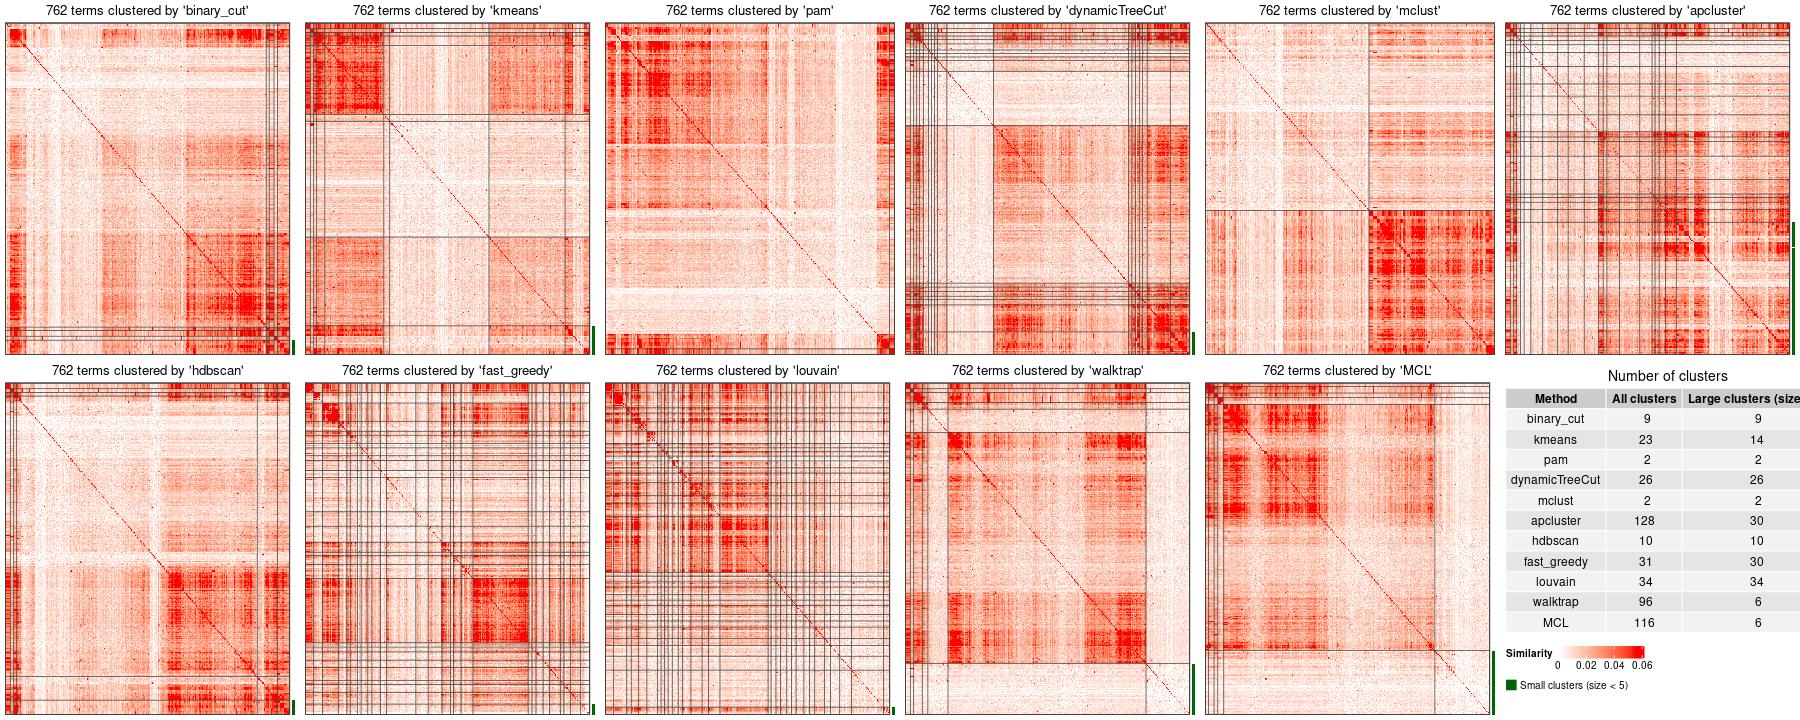 762 terms clustered by 'binary_cut'
762 terms clustered by 'kmeans'
762 terms clustered by 'pam'
762 terms clustered by 'dynamicTreeCut'
762 terms clustered by 'mclust'
762 terms clustered by 'apcluster'
762 terms clustered by 'hdbscan'
762 terms clustered by 'fast_greedy'
762 terms clustered by 'louvain'
762 terms clustered by 'walktrap'
762 terms clustered by 'MCL'
Number of clusters
Method All clusters Large clusters (size
binary_cut 9 9
kmeans 23 14
pam 2 2
dynamicTreeCut 26 26
mclust 2 2
apcluster 128 30
hdbscan 10 10
fast_greedy 31 30
louvain 34 34
walktrap 96 6
MCL 116 6
Similarity
0 0.02 0.04 0.06
Small clusters (size < 5)